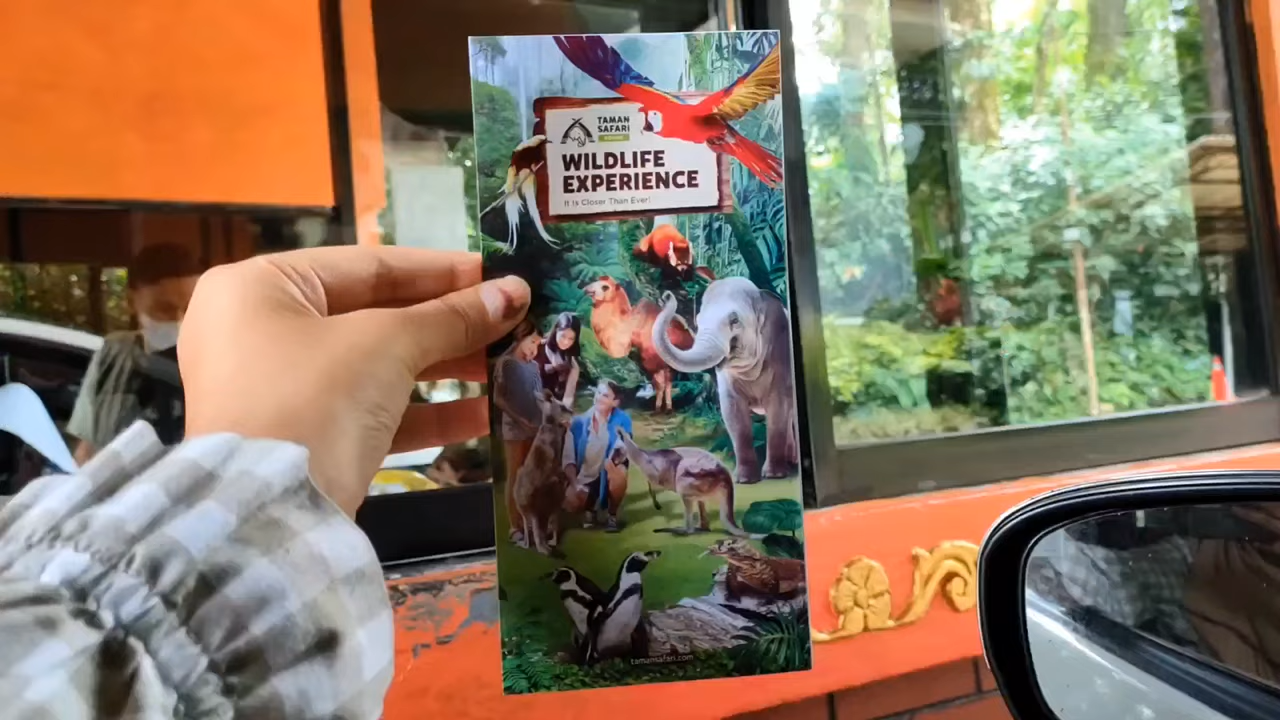 TAMAN
SAFARI
WILDLIFE
EXPERIENCE
It Is Closer Than Ever!
tamansafari.com